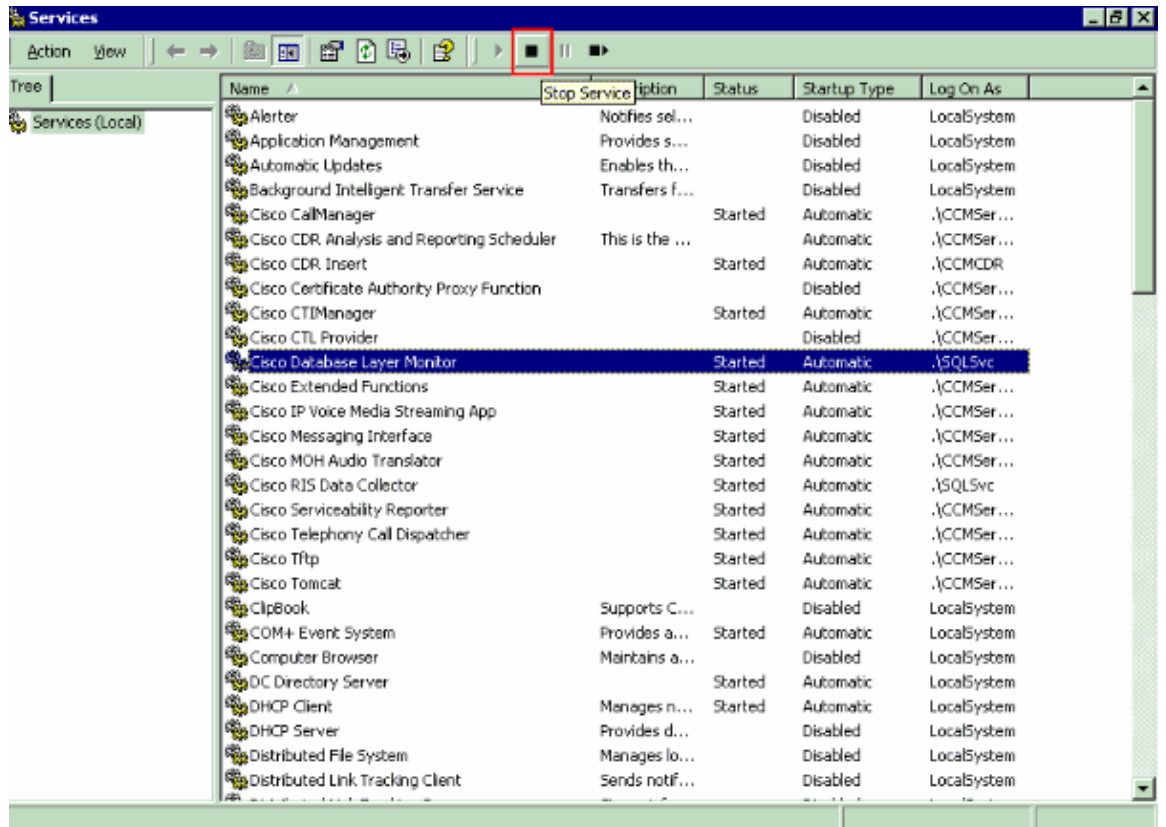 Services
Action View
Tree
Name Stop Service iption Status Startup Type Log On As
Services (Local)
Alerter Notifies sel... Disabled LocalSystem
Application Management Provides s... Disabled LocalSystem
Automatic Updates Enables th... Disabled LocalSystem
Background Intelligent Transfer Service Transfers f... Disabled LocalSystem
Cisco CallManager Started Automatic .\CCMSer...
Cisco CDR Analysis and Reporting Scheduler This is the ... Automatic .\CCMSer...
Cisco CDR Insert Started Automatic .\CCMCDR
Cisco Certificate Authority Proxy Function Disabled .\CCMSer...
Cisco CTIManager Started Automatic .\CCMSer...
Cisco CTL Provider Disabled .\CCMSer...
Cisco Database Layer Monitor Started Automatic .\SQLSvc
Cisco Extended Functions Started Automatic .\CCMSer...
Cisco IP Voice Media Streaming App Started Automatic .\CCMSer...
Cisco Messaging Interface Started Automatic .\CCMSer...
Cisco MOH Audio Translator Started Automatic .\CCMSer...
Cisco RIS Data Collector Started Automatic .\SQLSvc
Cisco Serviceability Reporter Started Automatic .\CCMSer...
Cisco Telephony Call Dispatcher Started Automatic .\CCMSer...
Cisco Tftp Started Automatic .\CCMSer...
Cisco Tomcat Started Automatic .\CCMSer...
ClipBook Supports C... Disabled LocalSystem
COM+ Event System Provides a... Started Automatic LocalSystem
Computer Browser Maintains a... Disabled LocalSystem
DC Directory Server Started Automatic LocalSystem
DHCP Client Manages n... Started Automatic LocalSystem
DHCP Server Provides d... Disabled LocalSystem
Distributed File System Manages lo... Disabled LocalSystem
Distributed Link Tracking Client Sends notif... Disabled LocalSystem